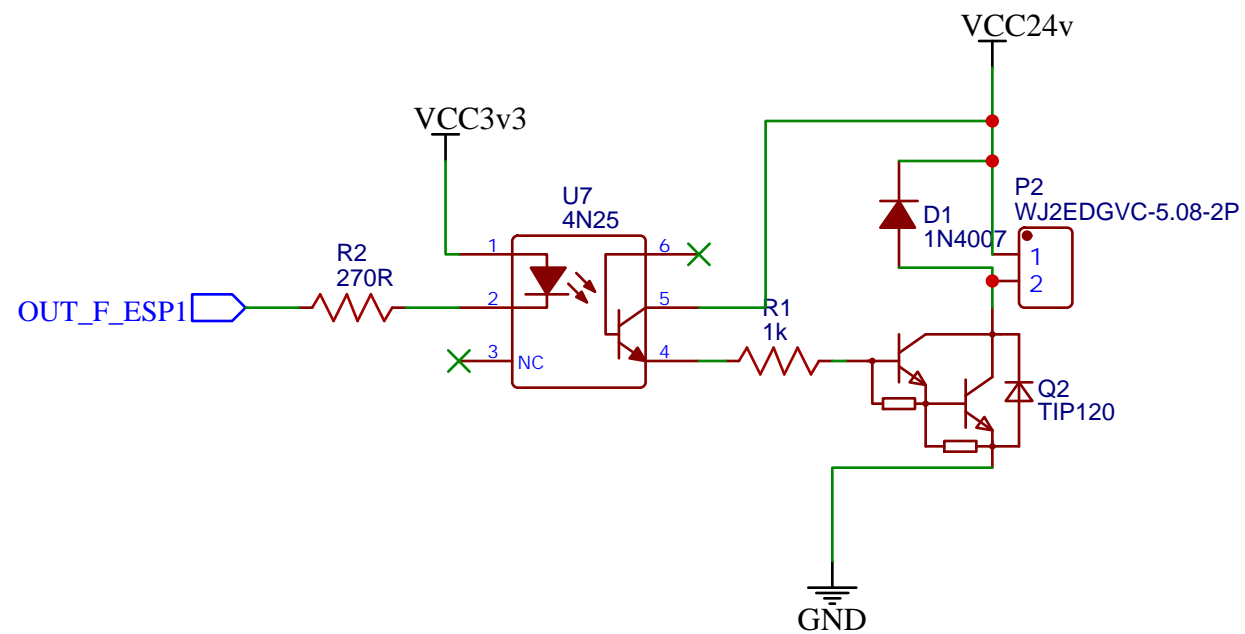 VCC24v
VCC3v3
U7
4N25
P2
WJ2EDGVC-5.08-2P
D1
1N4007
R2
270R
1
6
1
2
5
2
OUT_F_ESP1
R1
1k
3
NC
4
Q2
TIP120
GND